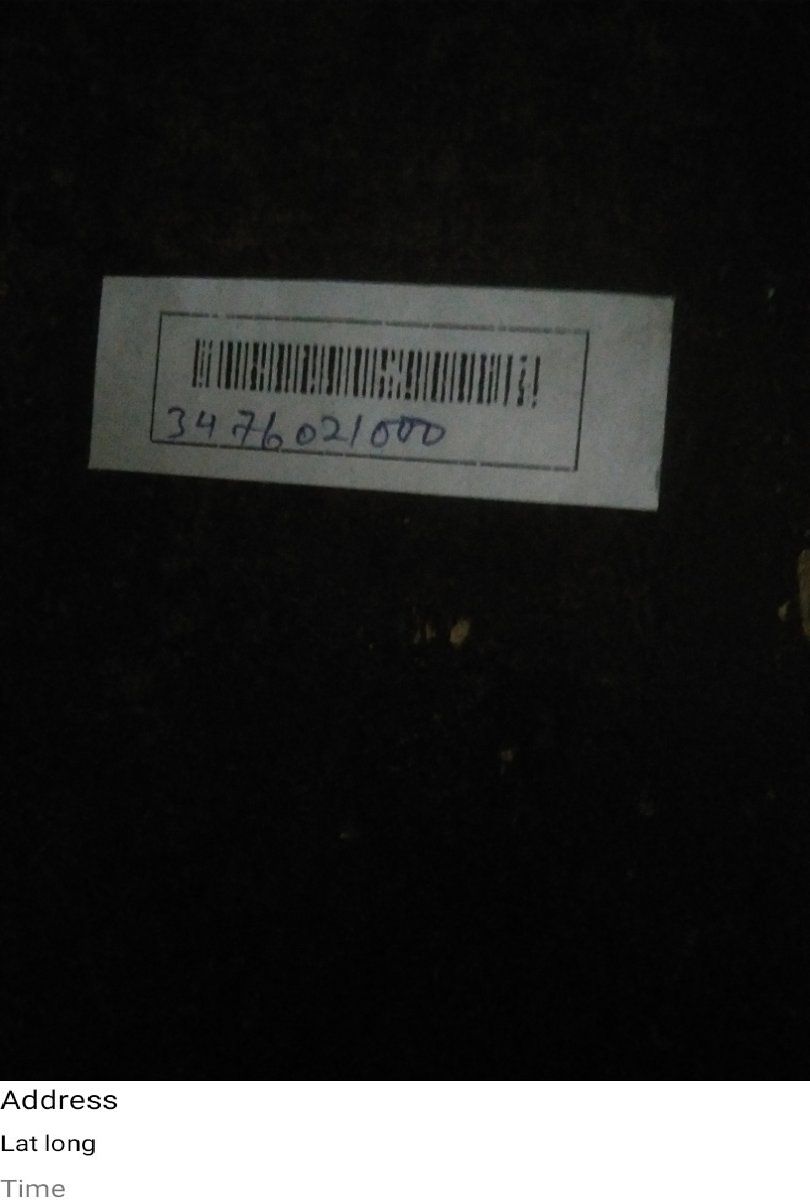 3476021000
Address
Lat long
Time